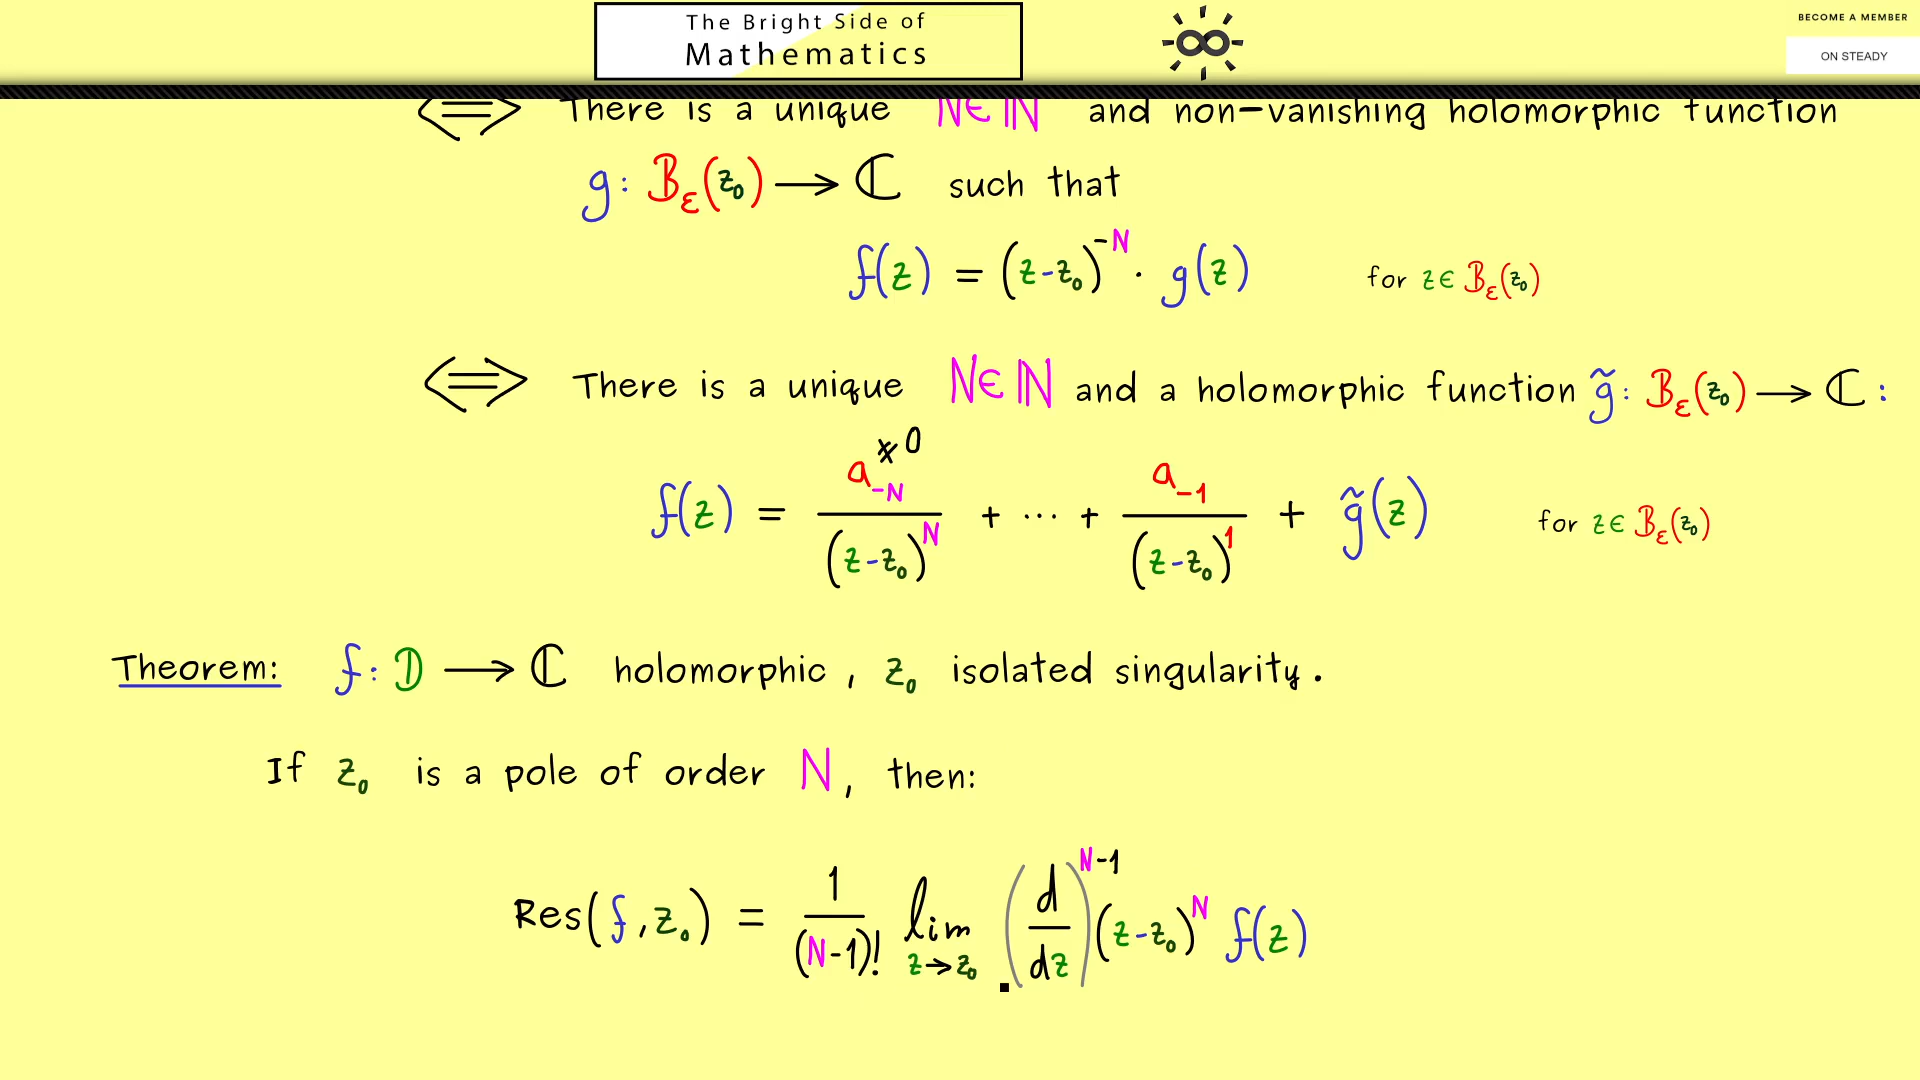 The Bright Side of
Mathematics
BECOME A MEMBER
ON STEADY
⟺ There is a unique N∈ℕ and non-vanishing holomorphic function
g: B_ε(z₀) ⟶ ℂ such that
f(z) = (z-z₀)^{-N} · g(z) for z∈B_ε(z₀)
⟺ There is a unique N∈ℕ and a holomorphic function g̃: B_ε(z₀) ⟶ ℂ:
f(z) = a_{-N}^{≠0}/(z-z₀)^N + ⋯ + a_{-1}/(z-z₀)^1 + g̃(z) for z∈B_ε(z₀)
Theorem: f: D ⟶ ℂ holomorphic, z₀ isolated singularity.
If z₀ is a pole of order N, then:
Res(f, z₀) = 1/(N-1)! lim_{z→z₀} (d/dz)^{N-1} (z-z₀)^N f(z)